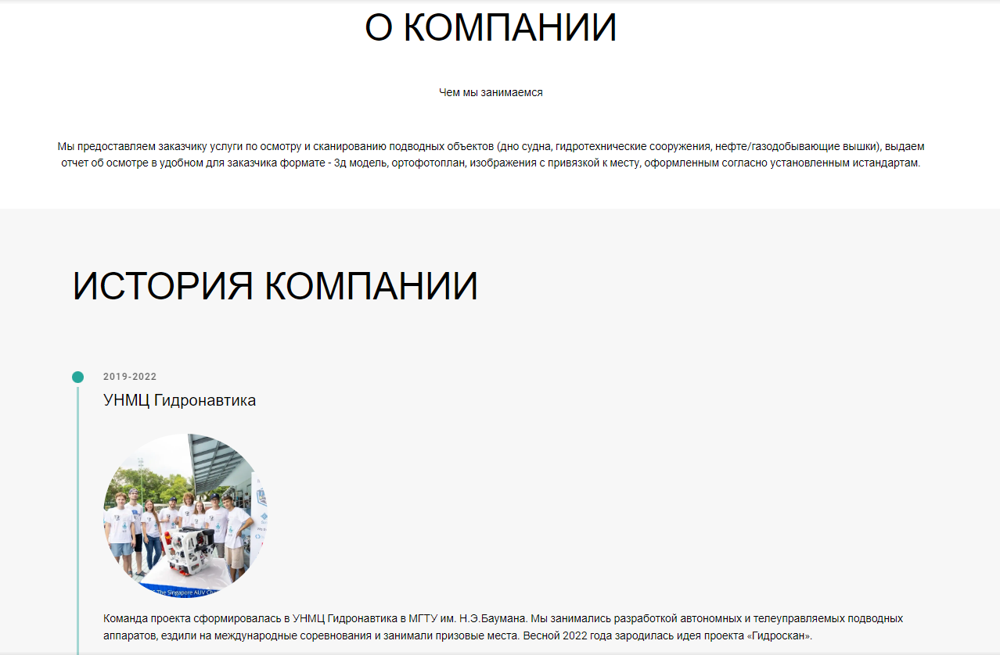 О КОМПАНИИ
Чем мы занимаемся
Мы предоставляем заказчику услуги по осмотру и сканированию подводных объектов (дно судна, гидротехнические сооружения, нефте/газодобывающие вышки), выдаем
отчет об осмотре в удобном для заказчика формате - 3д модель, ортофотоплан, изображения с привязкой к месту, оформленным согласно установленным истандартам.
ИСТОРИЯ КОМПАНИИ
2019-2022
УНМЦ Гидронавтика
The Singapore AUV
Команда проекта сформировалась в УНМЦ Гидронавтика в МГТУ им. Н.Э.Баумана. Мы занимались разработкой автономных и телеуправляемых подводных
аппаратов, ездили на международные соревнования и занимали призовые места. Весной 2022 года зародилась идея проекта «Гидроскан».